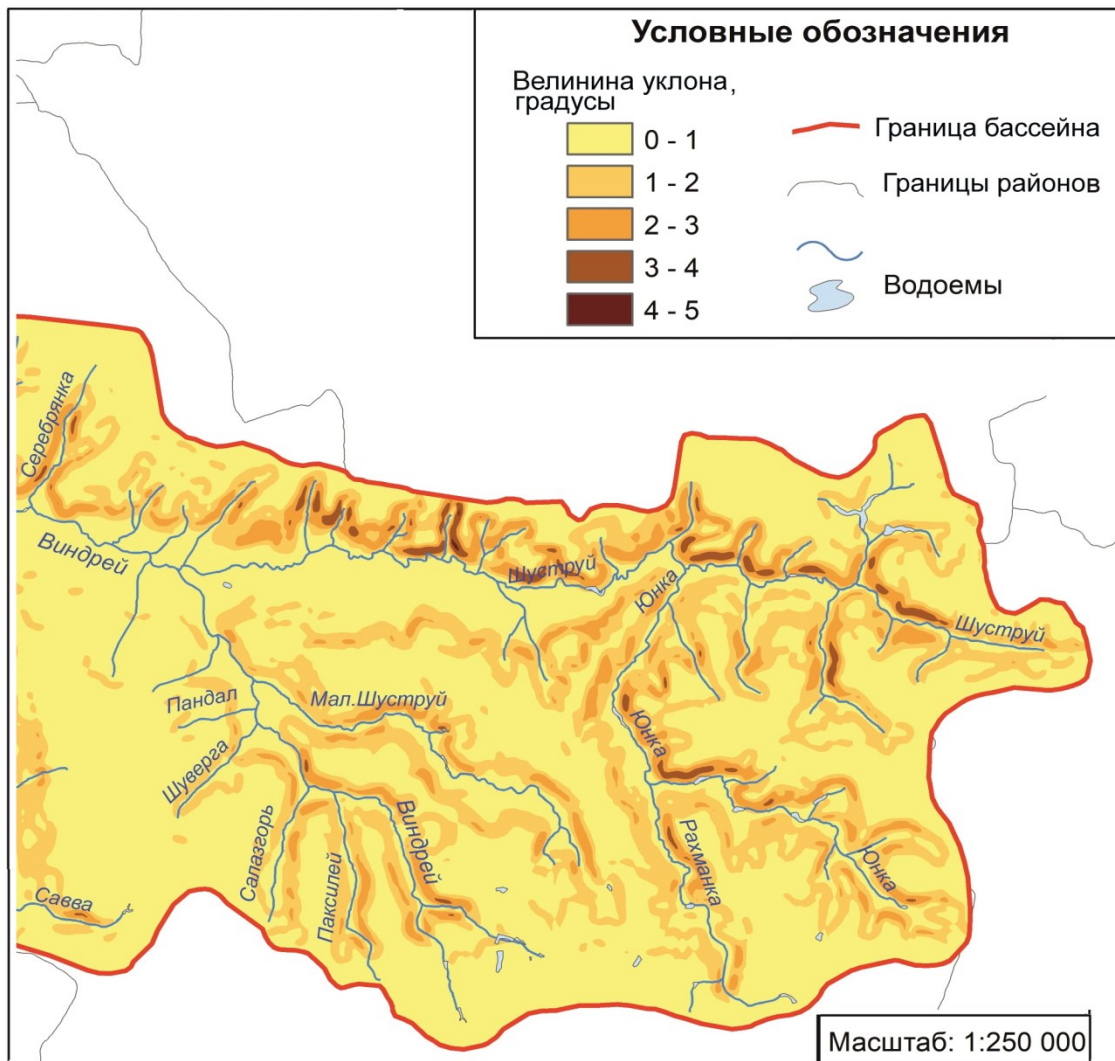 Условные обозначения
Велинина уклона,
градусы
0 - 1
1 - 2
2 - 3
3 - 4
4 - 5
Граница бассейна
Границы районов
Водоемы
Серебрянка
Виндрей
Шуструй
Юнка
Шуструй
Пандал
Мал.Шуструй
Шуверга
Юнка
Салазгорь
Паксилей
Виндрей
Рахманка
Юнка
Савва
Масштаб: 1:250 000